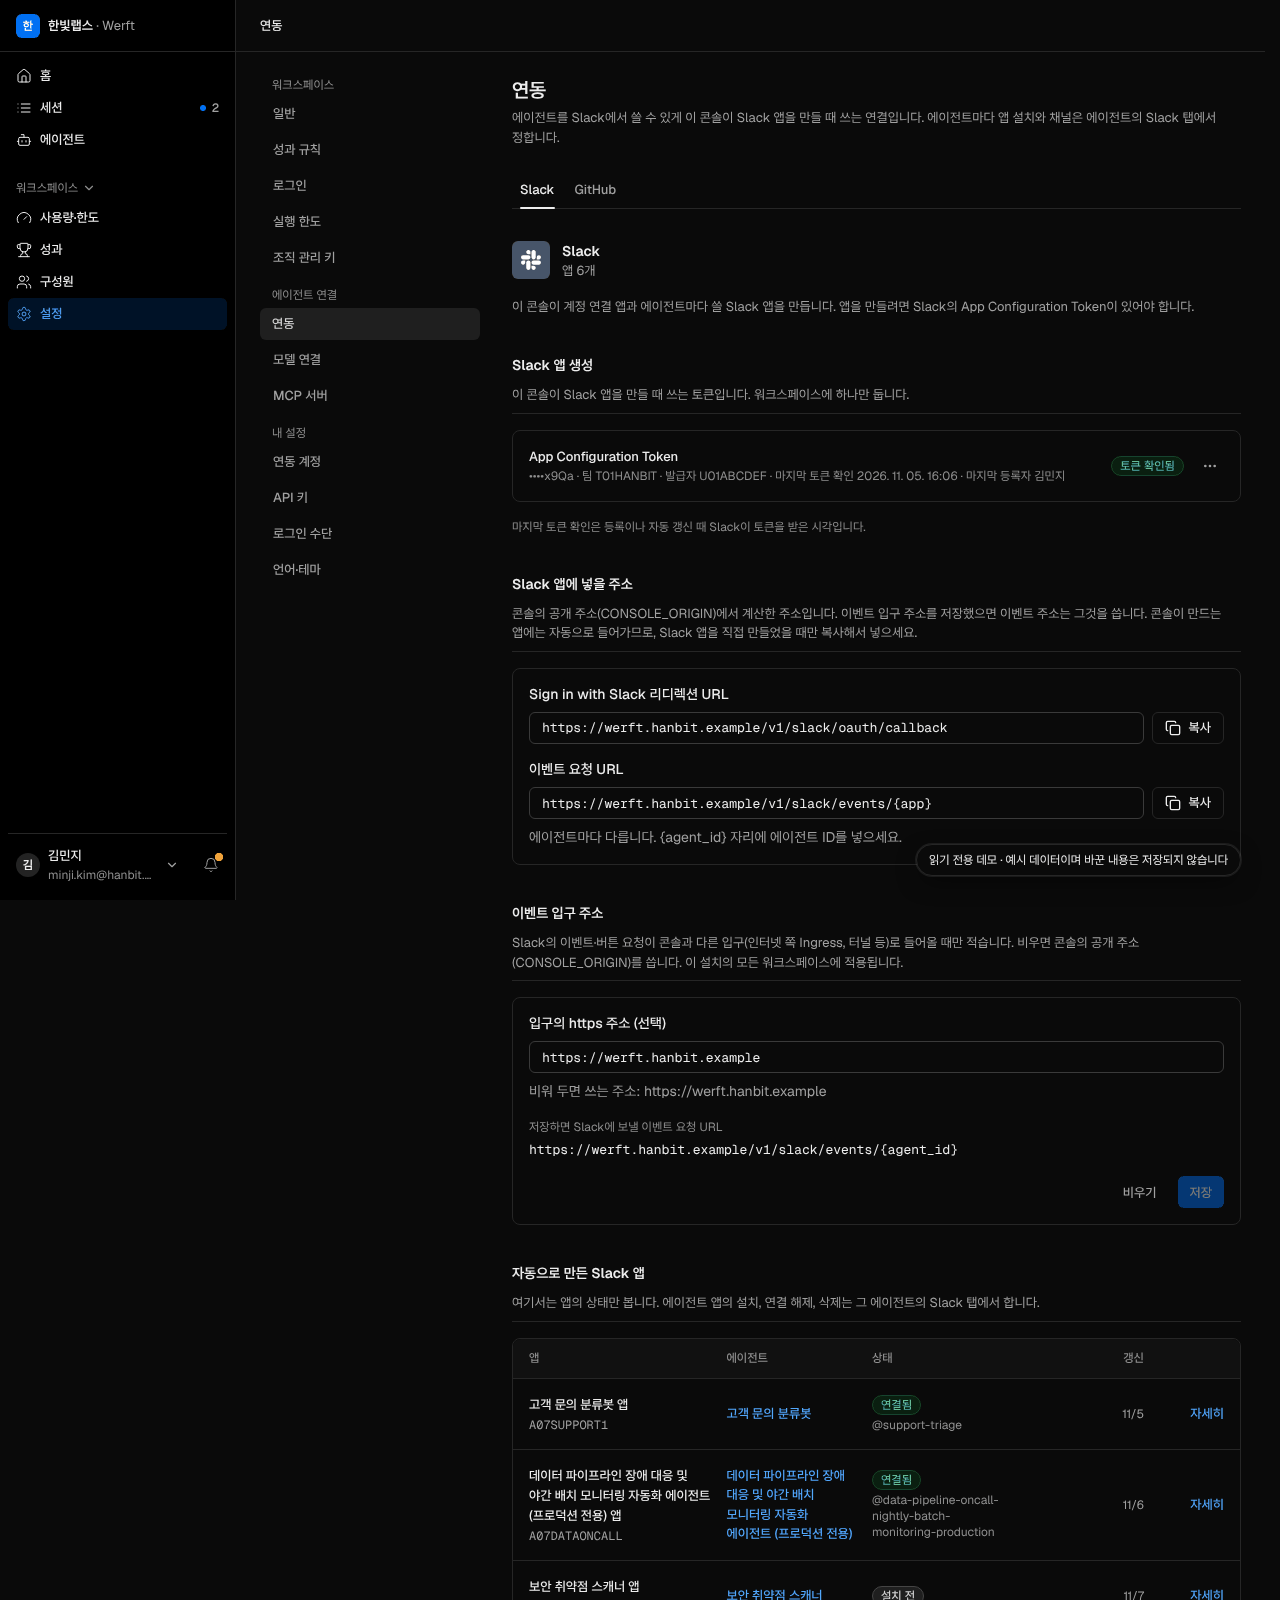 한 한빛랩스 · Werft
연동
홈
세션 2
에이전트
워크스페이스
사용량·한도
성과
구성원
설정
김 김민지
minji.kim@hanbit....
워크스페이스
일반
성과 규칙
로그인
실행 한도
조직 관리 키
에이전트 연결
연동
모델 연결
MCP 서버
내 설정
연동 계정
API 키
로그인 수단
언어·테마
연동
에이전트를 Slack에서 쓸 수 있게 이 콘솔이 Slack 앱을 만들 때 쓰는 연결입니다. 에이전트마다 앱 설치와 채널은 에이전트의 Slack 탭에서
정합니다.
Slack GitHub
Slack
앱 6개
이 콘솔이 계정 연결 앱과 에이전트마다 쓸 Slack 앱을 만듭니다. 앱을 만들려면 Slack의 App Configuration Token이 있어야 합니다.
Slack 앱 생성
이 콘솔이 Slack 앱을 만들 때 쓰는 토큰입니다. 워크스페이스에 하나만 둡니다.
App Configuration Token
••••x9Qa · 팀 T01HANBIT · 발급자 U01ABCDEF · 마지막 토큰 확인 2026. 11. 05. 16:06 · 마지막 등록자 김민지
토큰 확인됨
마지막 토큰 확인은 등록이나 자동 갱신 때 Slack이 토큰을 받은 시각입니다.
Slack 앱에 넣을 주소
콘솔의 공개 주소(CONSOLE_ORIGIN)에서 계산한 주소입니다. 이벤트 입구 주소를 저장했으면 이벤트 주소는 그것을 씁니다. 콘솔이 만드는
앱에는 자동으로 들어가므로, Slack 앱을 직접 만들었을 때만 복사해서 넣으세요.
Sign in with Slack 리디렉션 URL
https://werft.hanbit.example/v1/slack/oauth/callback 복사
이벤트 요청 URL
https://werft.hanbit.example/v1/slack/events/{app} 복사
에이전트마다 다릅니다. {agent_id} 자리에 에이전트 ID를 넣으세요.
읽기 전용 데모 · 예시 데이터이며 바꾼 내용은 저장되지 않습니다
이벤트 입구 주소
Slack의 이벤트·버튼 요청이 콘솔과 다른 입구(인터넷 쪽 Ingress, 터널 등)로 들어올 때만 적습니다. 비우면 콘솔의 공개 주소
(CONSOLE_ORIGIN)를 씁니다. 이 설치의 모든 워크스페이스에 적용됩니다.
입구의 https 주소 (선택)
https://werft.hanbit.example
비워 두면 쓰는 주소: https://werft.hanbit.example
저장하면 Slack에 보낼 이벤트 요청 URL
https://werft.hanbit.example/v1/slack/events/{agent_id}
비우기 저장
자동으로 만든 Slack 앱
여기서는 앱의 상태만 봅니다. 에이전트 앱의 설치, 연결 해제, 삭제는 그 에이전트의 Slack 탭에서 합니다.
앱 에이전트 상태 갱신
고객 문의 분류봇 앱
A07SUPPORT1
고객 문의 분류봇
연결됨
@support-triage
11/5 자세히
데이터 파이프라인 장애 대응 및
야간 배치 모니터링 자동화 에이전트
(프로덕션 전용) 앱
A07DATAONCALL
데이터 파이프라인 장애
대응 및 야간 배치
모니터링 자동화
에이전트 (프로덕션 전용)
연결됨
@data-pipeline-oncall-
nightly-batch-
monitoring-production
11/6 자세히
보안 취약점 스캐너 앱
보안 취약점 스캐너
설치 전
11/7 자세히